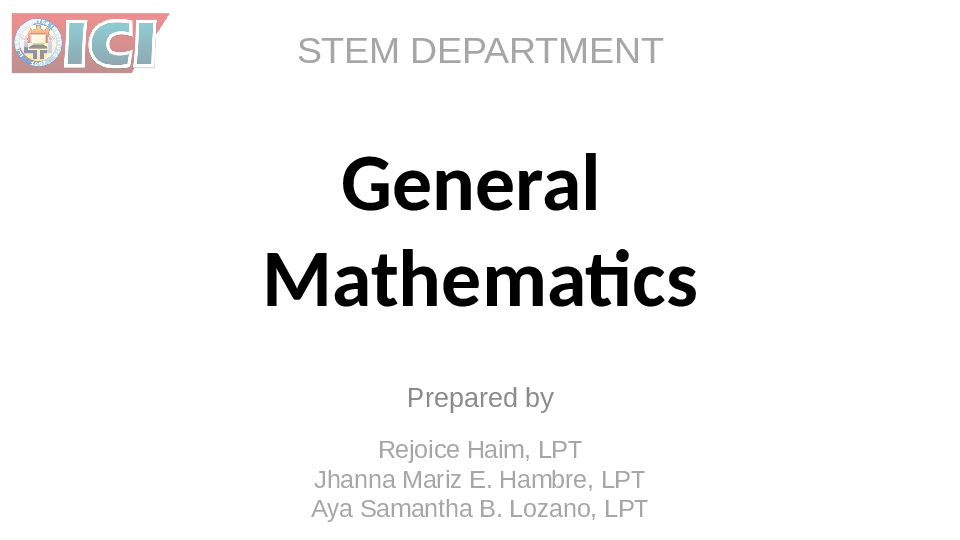 ICI
STEM DEPARTMENT
General
Mathematics
Prepared by
Rejoice Haim, LPT
Jhanna Mariz E. Hambre, LPT
Aya Samantha B. Lozano, LPT